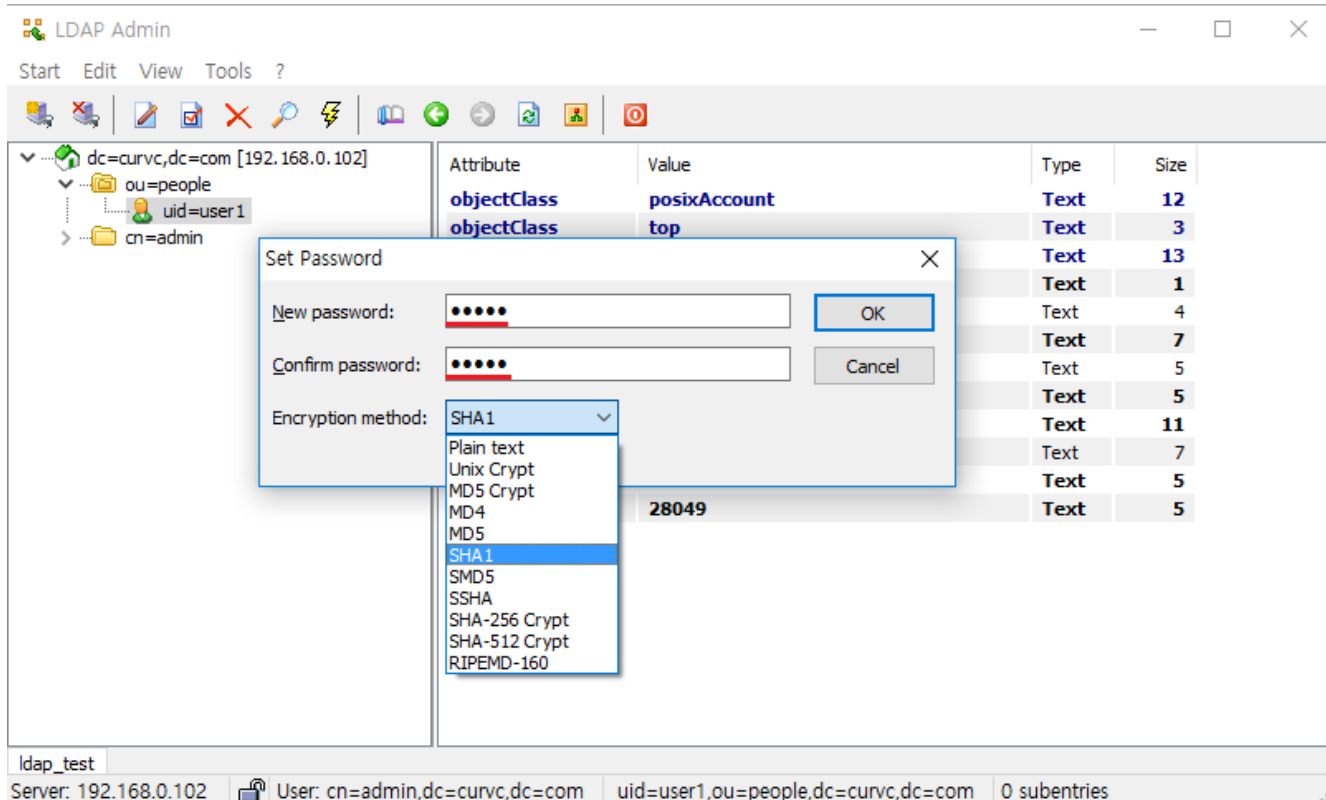 LDAP Admin
Start Edit View Tools ?
dc=curvc,dc=com [192.168.0.102]
ou=people
uid=user1
cn=admin
Attribute Value Type Size
objectClass posixAccount Text 12
objectClass top Text 3
Text 13
Text 1
Text 4
Text 7
Text 5
Text 5
Text 11
Text 7
Text 5
28049 Text 5
Set Password
New password: •••••
OK
Confirm password: •••••
Cancel
Encryption method: SHA1
Plain text
Unix Crypt
MD5 Crypt
MD4
MD5
SHA1
SMD5
SSHA
SHA-256 Crypt
SHA-512 Crypt
RIPEMD-160
ldap_test
Server: 192.168.0.102 User: cn=admin,dc=curvc,dc=com uid=user1,ou=people,dc=curvc,dc=com 0 subentries